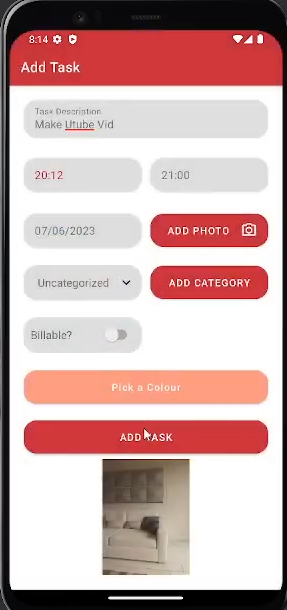 8:14
Add Task
Task Description
Make Utube Vid
20:12
21:00
07/06/2023
ADD PHOTO
Uncategorized
ADD CATEGORY
Billable?
Pick a Colour
ADD TASK